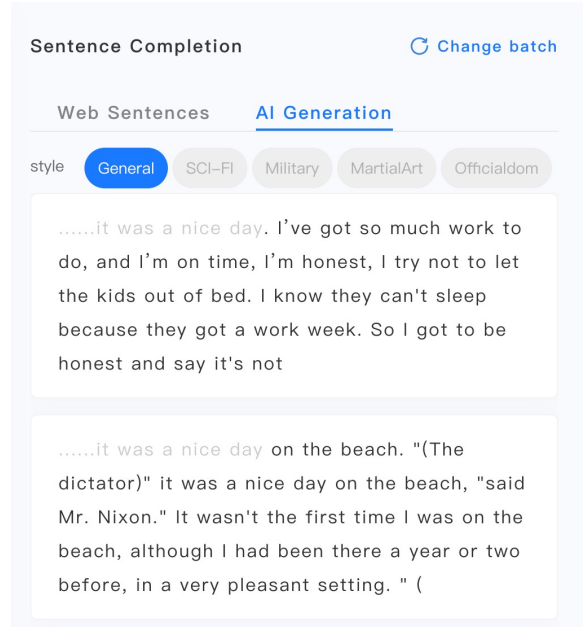 Sentence Completion
Change batch
Web Sentences
AI Generation
style
General
SCI-FI
Military
MartialArt
Officialdom
......it was a nice day. I've got so much work to
do, and I'm on time, I'm honest, I try not to let
the kids out of bed. I know they can't sleep
because they got a work week. So I got to be
honest and say it's not
......it was a nice day on the beach. "(The
dictator)" it was a nice day on the beach, "said
Mr. Nixon." It wasn't the first time I was on the
beach, although I had been there a year or two
before, in a very pleasant setting. " (